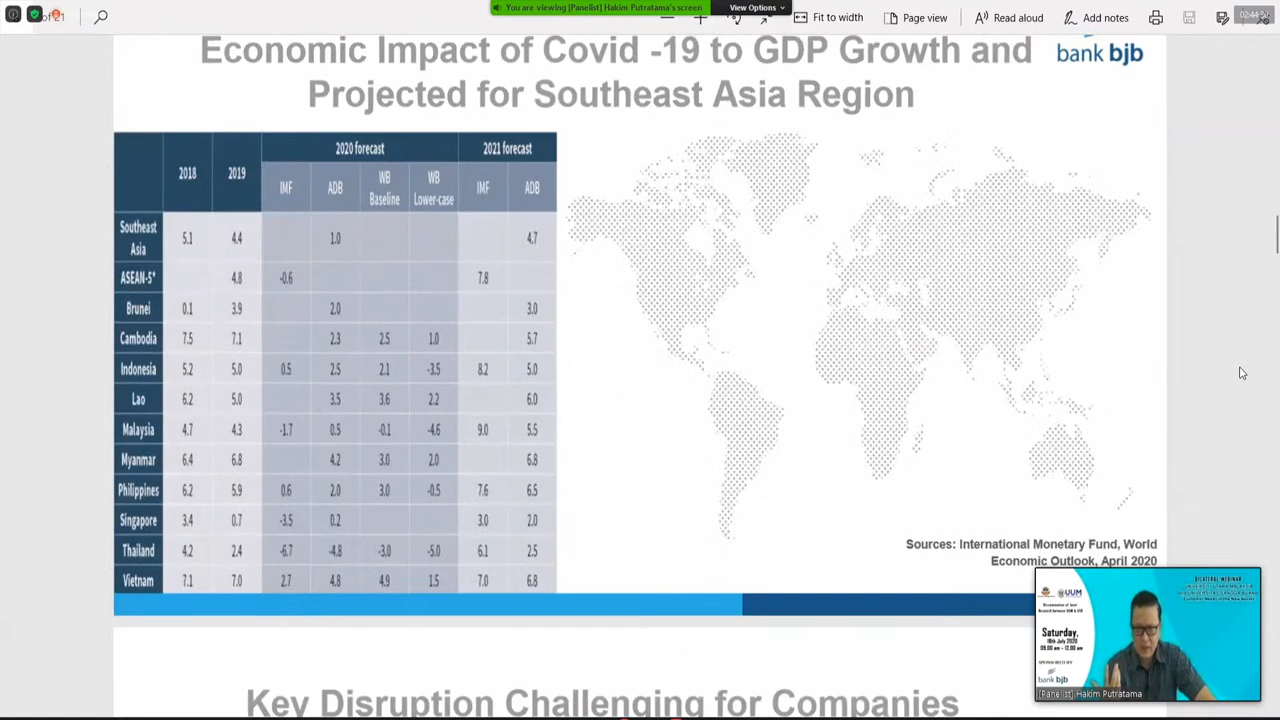 You are viewing [Panelist] Hakim Putratama's screen
View Options
of 21
Fit to width
Page view
Read aloud
Add notes
Economic Impact of Covid -19 to GDP Growth and
Projected for Southeast Asia Region
bank bjb
2018 2019 2020 forecast 2021 forecast
IMF ADB WB Baseline WB Lower-case IMF ADB
Southeast Asia 5.1 4.4 1.0 4.7
ASEAN-5* 4.8 -0.6 7.8
Brunei 0.1 3.9 2.0 3.0
Cambodia 7.5 7.1 2.3 2.5 1.0 5.7
Indonesia 5.2 5.0 0.5 2.5 2.1 -3.5 8.2 5.0
Lao 6.2 5.0 3.5 3.6 2.2 6.0
Malaysia 4.7 4.3 -1.7 0.5 -0.1 -4.6 9.0 5.5
Myanmar 6.4 6.8 4.2 3.0 2.0 6.8
Philippines 6.2 5.9 0.6 2.0 3.0 -0.5 7.6 6.5
Singapore 3.4 0.7 -3.5 0.2 3.0 2.0
Thailand 4.2 2.4 -6.7 -4.8 -3.0 -5.0 6.1 2.5
Vietnam 7.1 7.0 2.7 4.8 4.9 1.5 7.0 6.8
Sources: International Monetary Fund, World
Economic Outlook, April 2020
Key Disruption Challenging for Companies
UUM
BILATERAL WEBINAR
Saturday,
18th July 2020
SPONSORED BY
bank bjb
[Panelist] Hakim Putratama